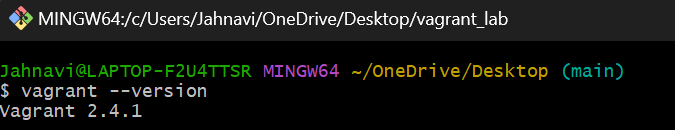 MINGW64:/c/Users/Jahnavi/OneDrive/Desktop/vagrant_lab
Jahnavi@LAPTOP-F2U4TTSR MINGW64 ~/OneDrive/Desktop (main)
$ vagrant --version
Vagrant 2.4.1